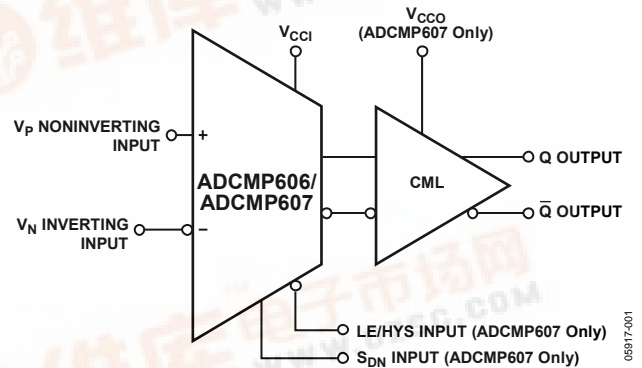 V_CCI
V_CCO
(ADCMP607 Only)
V_P NONINVERTING
INPUT
+
ADCMP606/
ADCMP607
CML
Q OUTPUT
V_N INVERTING
INPUT
–
Q̅ OUTPUT
LE/HYS INPUT (ADCMP607 Only)
S_DN INPUT (ADCMP607 Only)
05917-001